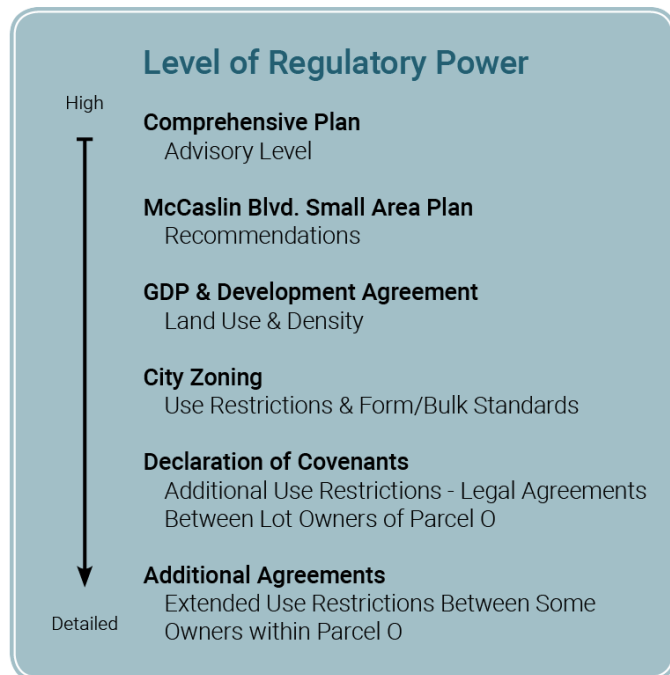 Level of Regulatory Power
High
Comprehensive Plan
Advisory Level
McCaslin Blvd. Small Area Plan
Recommendations
GDP & Development Agreement
Land Use & Density
City Zoning
Use Restrictions & Form/Bulk Standards
Declaration of Covenants
Additional Use Restrictions - Legal Agreements
Between Lot Owners of Parcel O
Additional Agreements
Extended Use Restrictions Between Some
Owners within Parcel O
Detailed